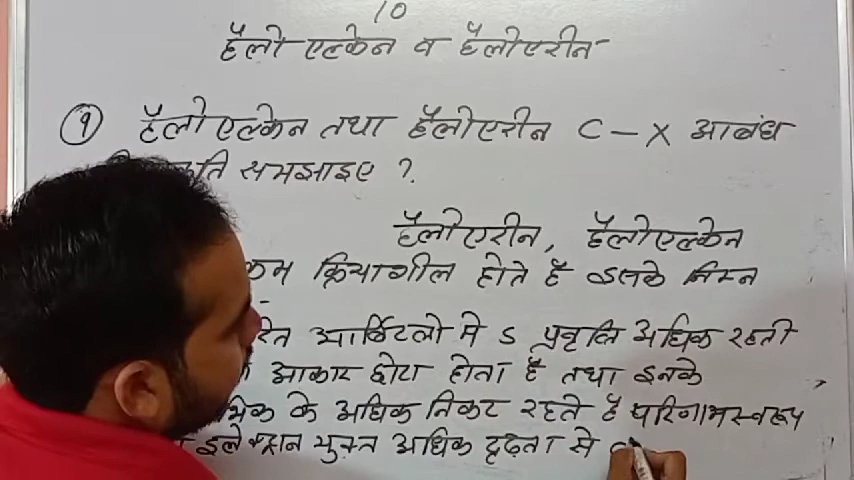 10
हैलो एल्केन व हैलोएरीन
① हैलोएल्केन तथा हैलोएरीन C-X आबंध
समझाइए ?
हैलोएरीन, हैलोएल्केन
कम क्रियाशील होते है इसके निम्न
आर्बिटलो मे S प्रवृति अधिक रहती
आकार छोटा होता है तथा इनके
के अधिक निकट रहते है परिणामस्वरूप
इलेक्ट्रान युक्त अधिक दृढ़ता से